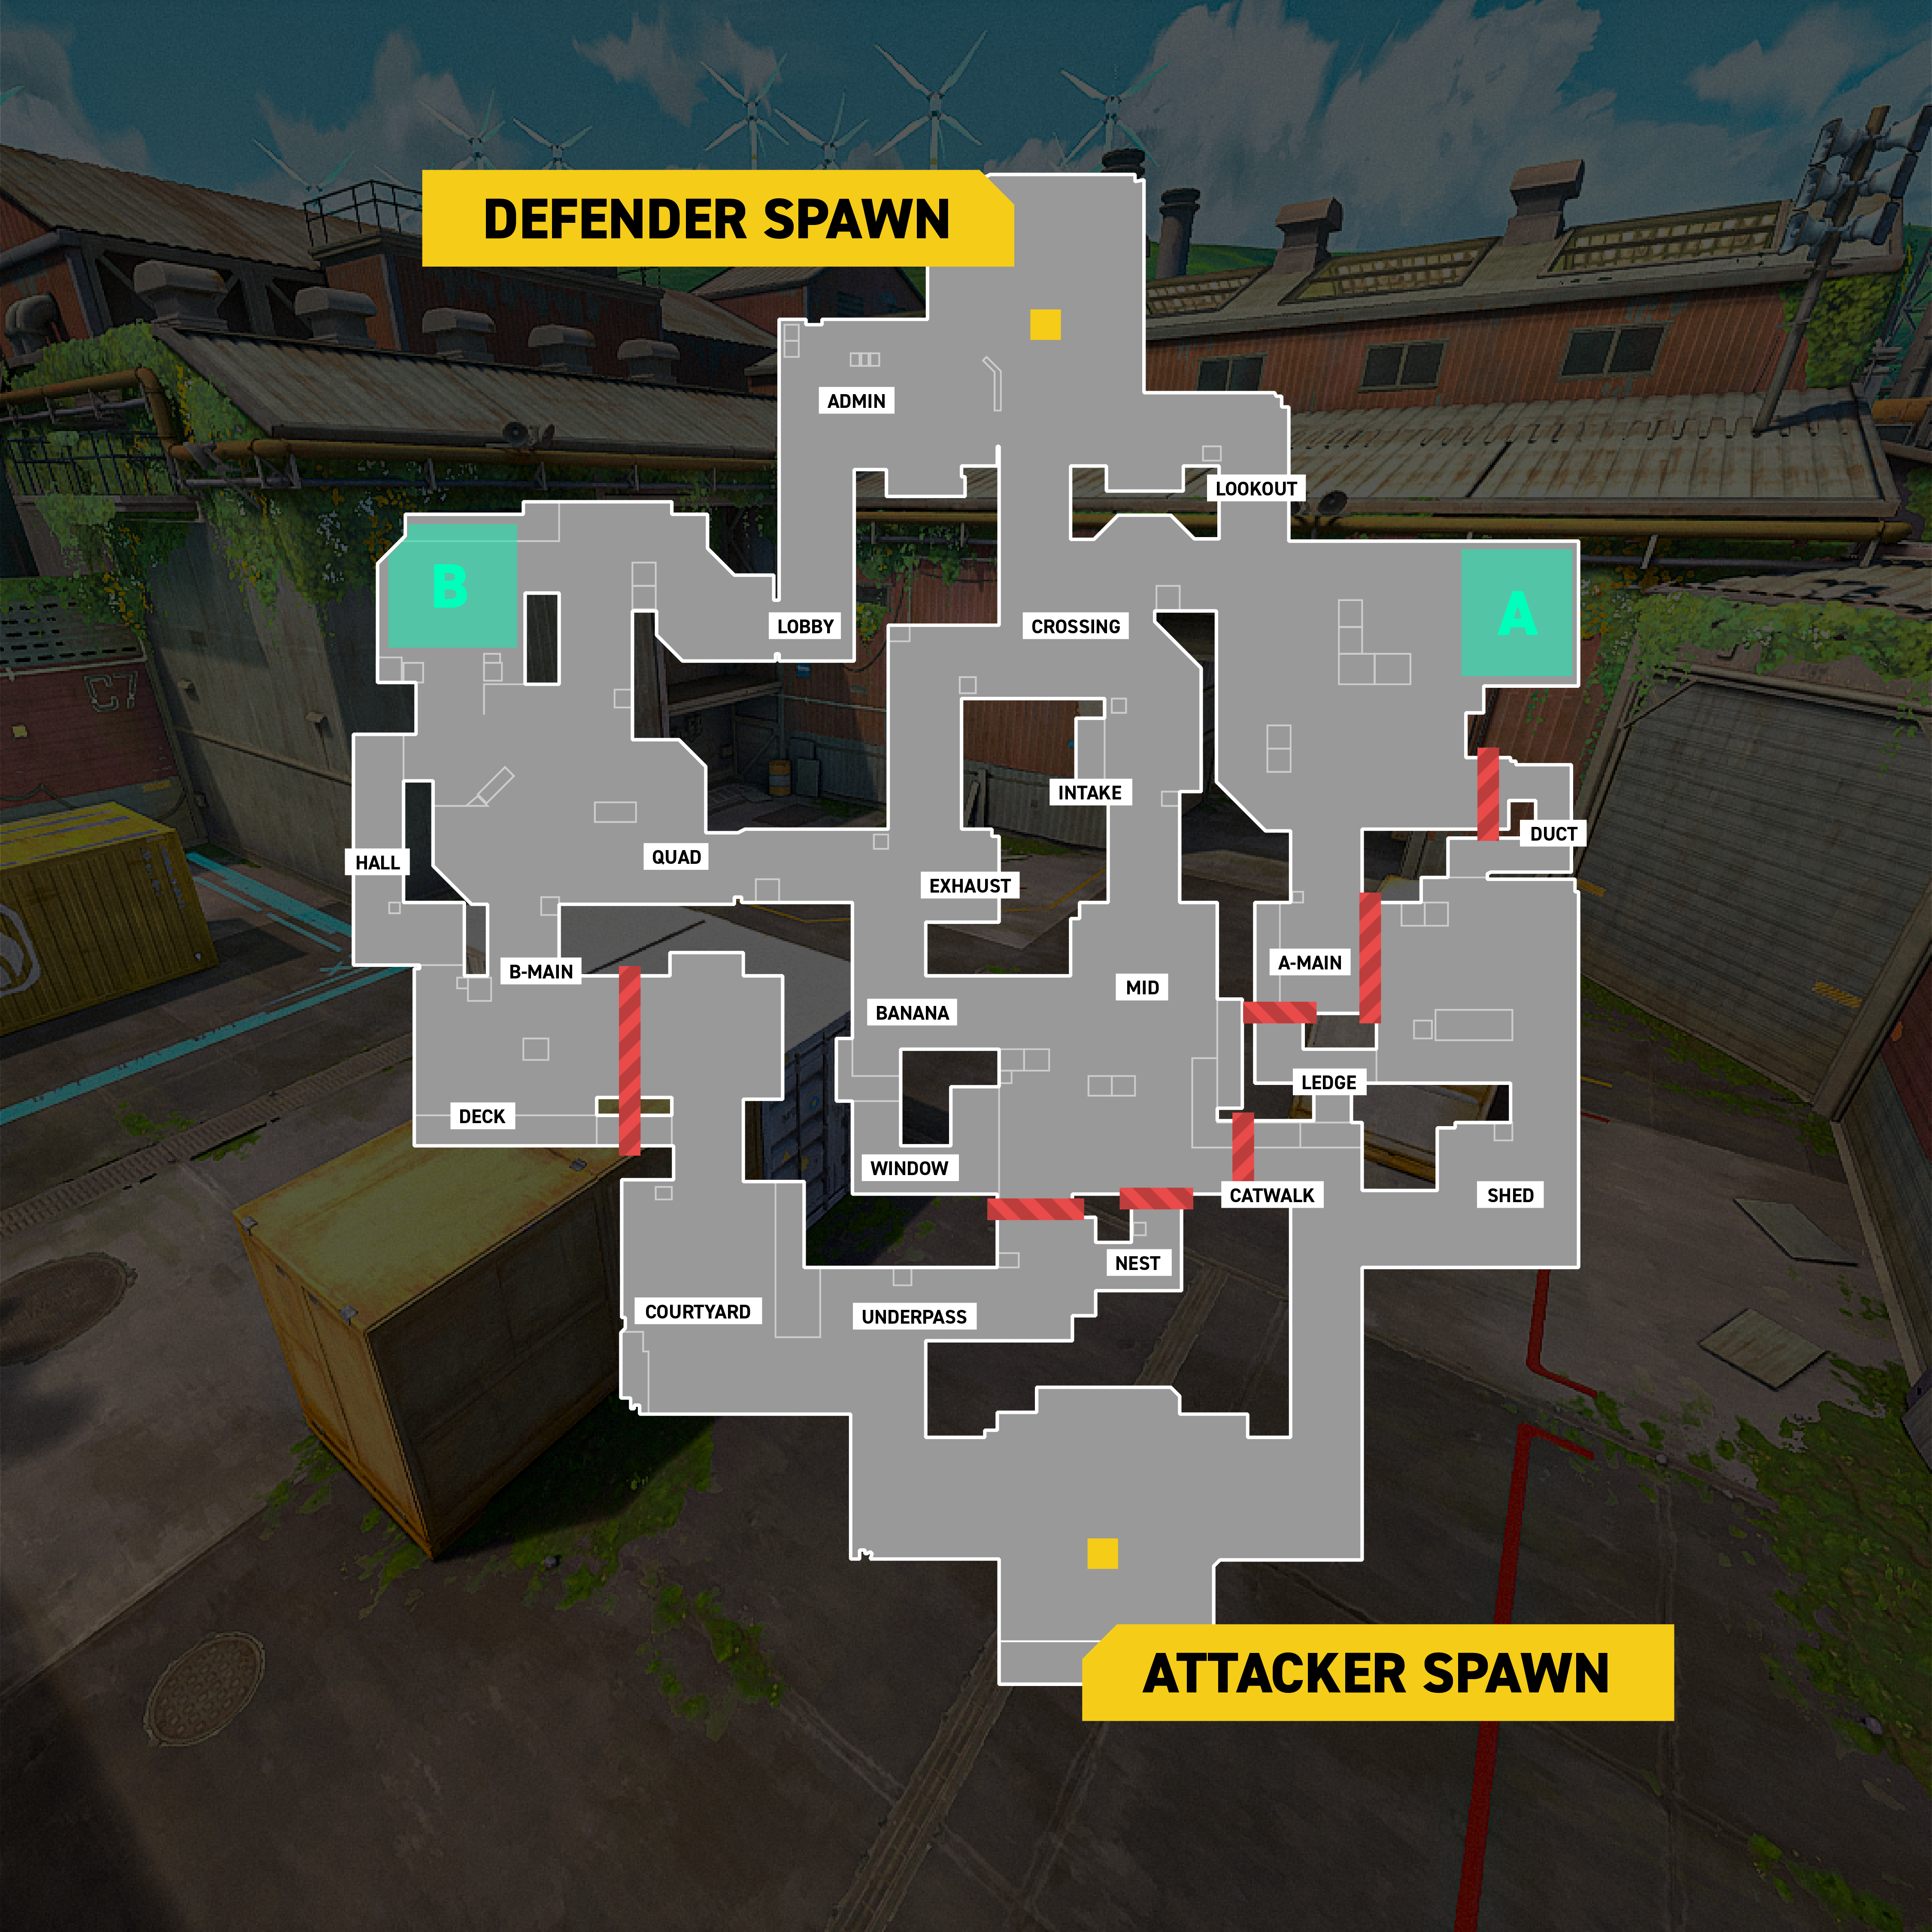 DEFENDER SPAWN
ADMIN
LOOKOUT
B
A
LOBBY
CROSSING
INTAKE
DUCT
HALL
QUAD
EXHAUST
B-MAIN
A-MAIN
MID
BANANA
LEDGE
DECK
WINDOW
CATWALK
SHED
NEST
COURTYARD
UNDERPASS
ATTACKER SPAWN
C7